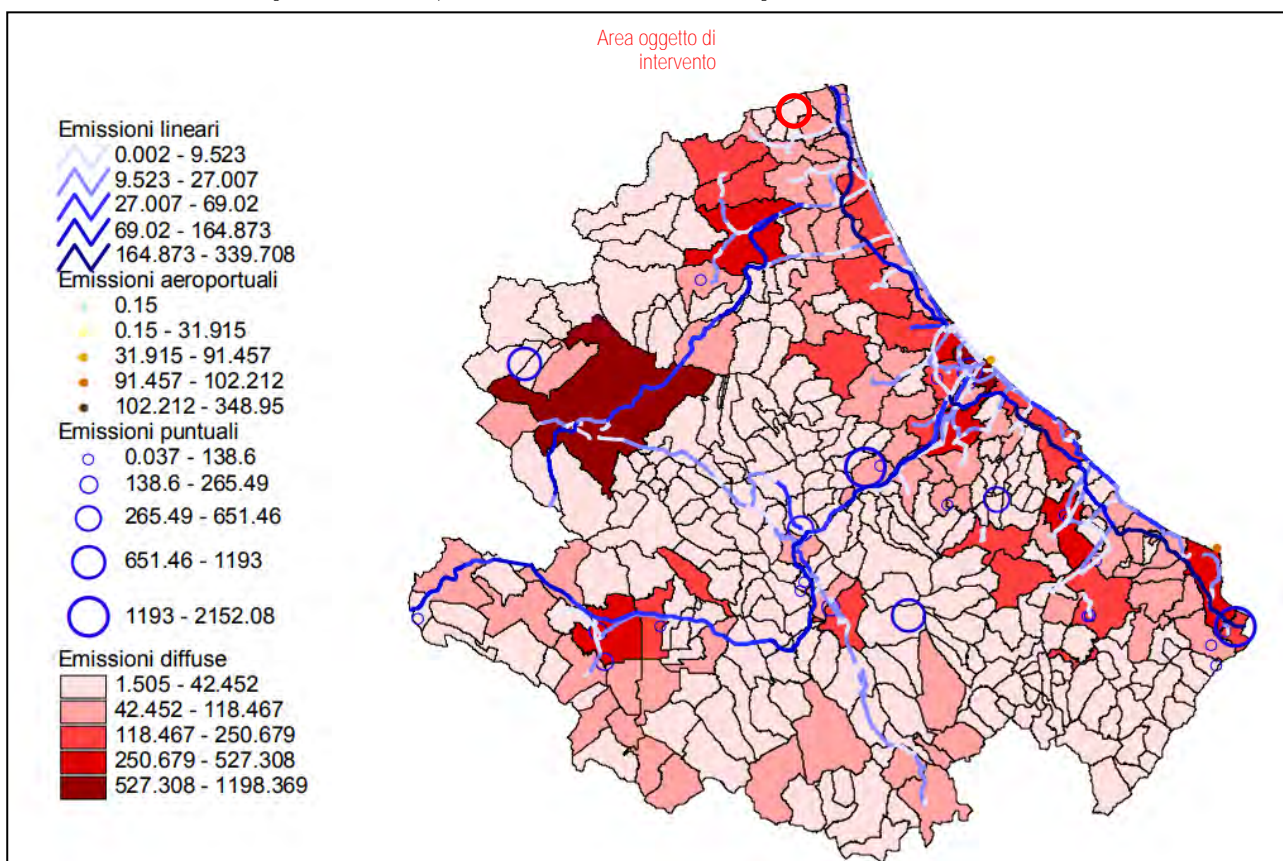 Area oggetto di
intervento
Emissioni lineari
0.002 - 9.523
9.523 - 27.007
27.007 - 69.02
69.02 - 164.873
164.873 - 339.708
Emissioni aeroportuali
0.15
0.15 - 31.915
31.915 - 91.457
91.457 - 102.212
102.212 - 348.95
Emissioni puntuali
0.037 - 138.6
138.6 - 265.49
265.49 - 651.46
651.46 - 1193
1193 - 2152.08
Emissioni diffuse
1.505 - 42.452
42.452 - 118.467
118.467 - 250.679
250.679 - 527.308
527.308 - 1198.369